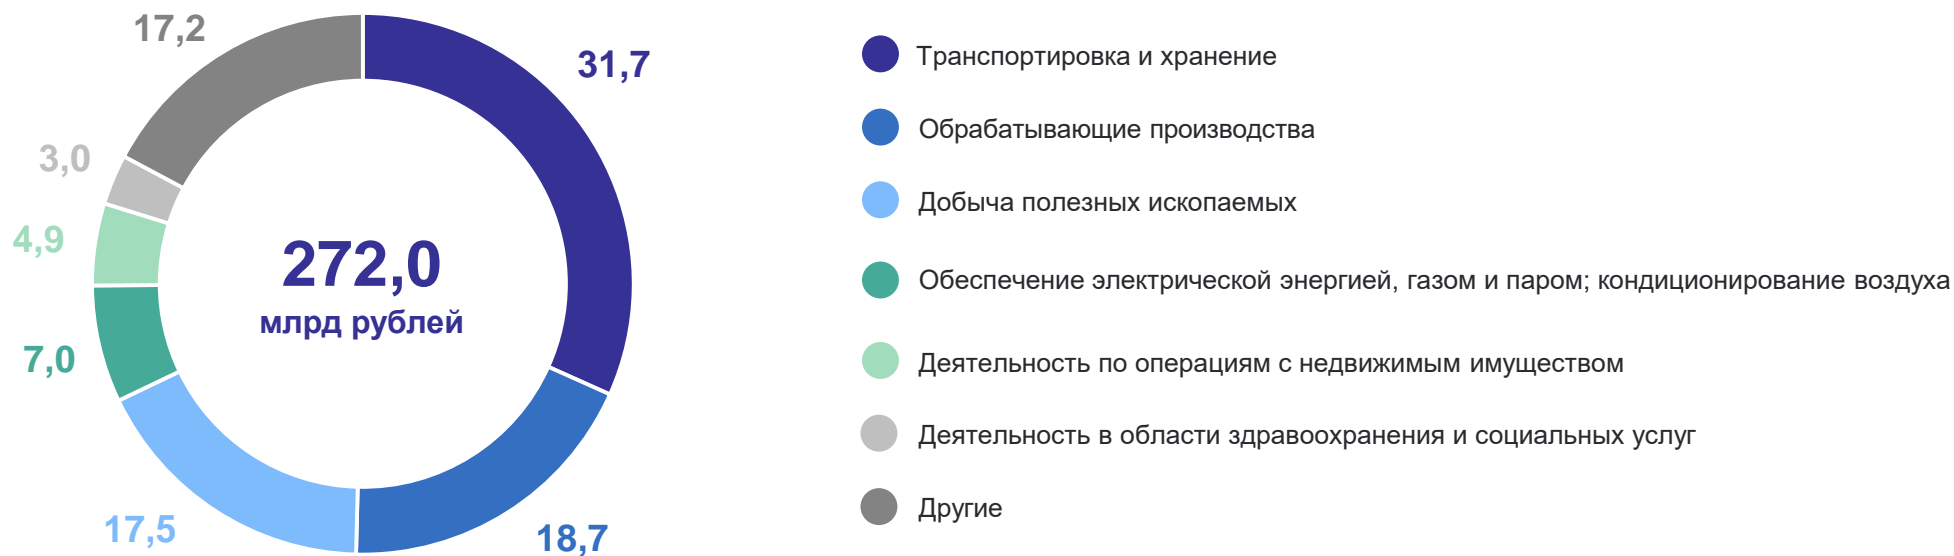 17,2
31,7
3,0
4,9
7,0
17,5
18,7
272,0
млрд рублей
Транспортировка и хранение
Обрабатывающие производства
Добыча полезных ископаемых
Обеспечение электрической энергией, газом и паром; кондиционирование воздуха
Деятельность по операциям с недвижимым имуществом
Деятельность в области здравоохранения и социальных услуг
Другие